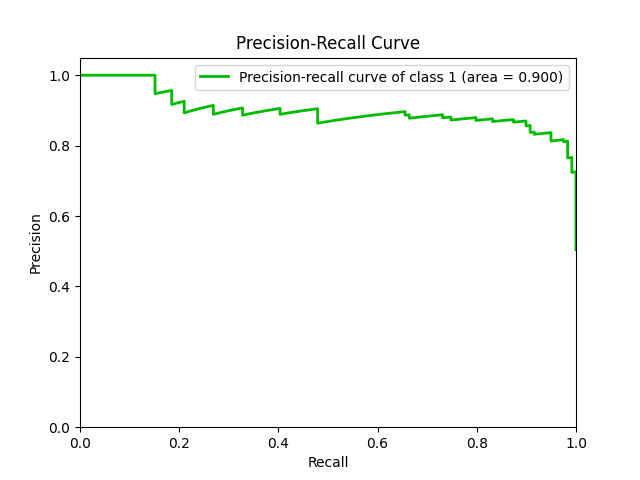 Precision-Recall Curve
Precision-recall curve of class 1 (area = 0.900)
1.0
0.8
0.6
0.4
0.2
0.0
Precision
0.0 0.2 0.4 0.6 0.8 1.0
Recall